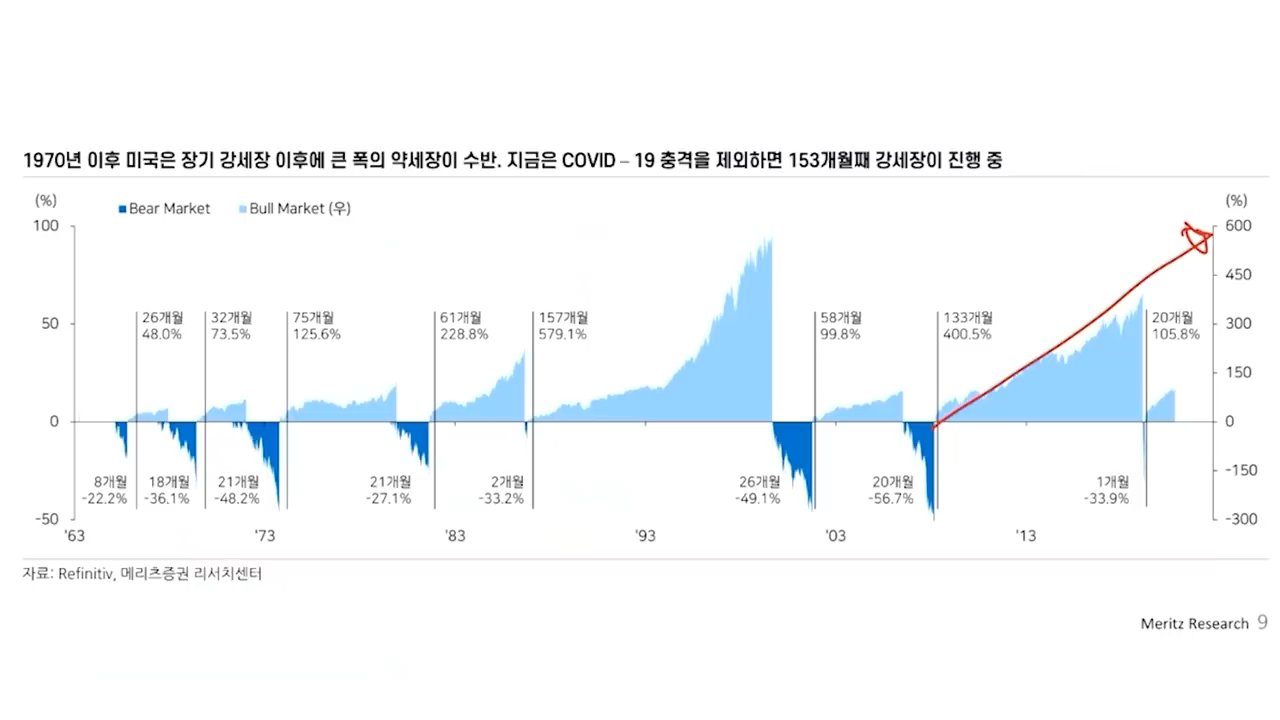 1970년 이후 미국은 장기 강세장 이후에 큰 폭의 약세장이 수반. 지금은 COVID – 19 충격을 제외하면 153개월째 강세장이 진행 중
(%)
(%)
Bear Market
Bull Market (우)
100
50
0
-50
600
450
300
150
0
-150
-300
26개월
48.0%
32개월
73.5%
75개월
125.6%
61개월
228.8%
157개월
579.1%
58개월
99.8%
133개월
400.5%
20개월
105.8%
8개월
-22.2%
18개월
-36.1%
21개월
-48.2%
21개월
-27.1%
2개월
-33.2%
26개월
-49.1%
20개월
-56.7%
1개월
-33.9%
'63
'73
'83
'93
'03
'13
자료: Refinitiv, 메리츠증권 리서치센터
Meritz Research 9